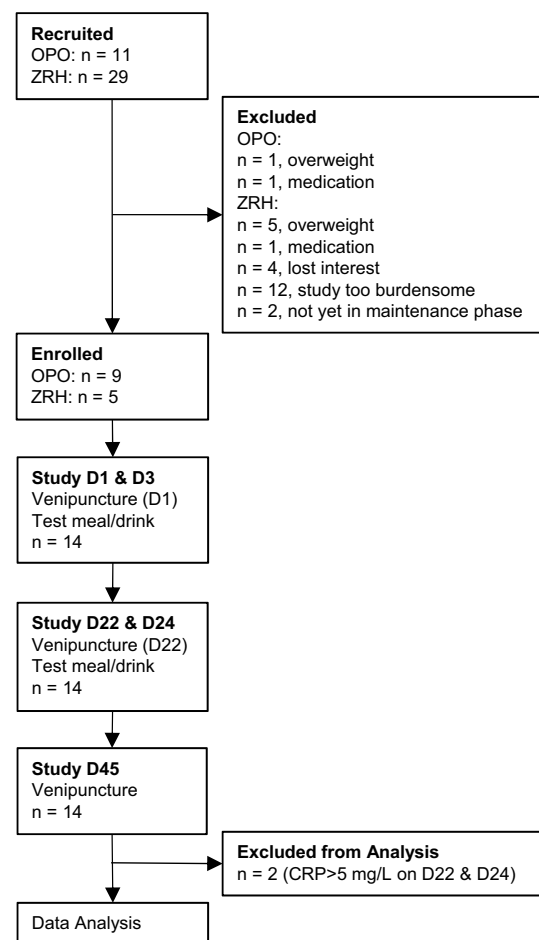 Recruited
OPO: n = 11
ZRH: n = 29
Excluded
OPO:
n = 1, overweight
n = 1, medication
ZRH:
n = 5, overweight
n = 1, medication
n = 4, lost interest
n = 12, study too burdensome
n = 2, not yet in maintenance phase
Enrolled
OPO: n = 9
ZRH: n = 5
Study D1 & D3
Venipuncture (D1)
Test meal/drink
n = 14
Study D22 & D24
Venipuncture (D22)
Test meal/drink
n = 14
Study D45
Venipuncture
n = 14
Excluded from Analysis
n = 2 (CRP>5 mg/L on D22 & D24)
Data Analysis